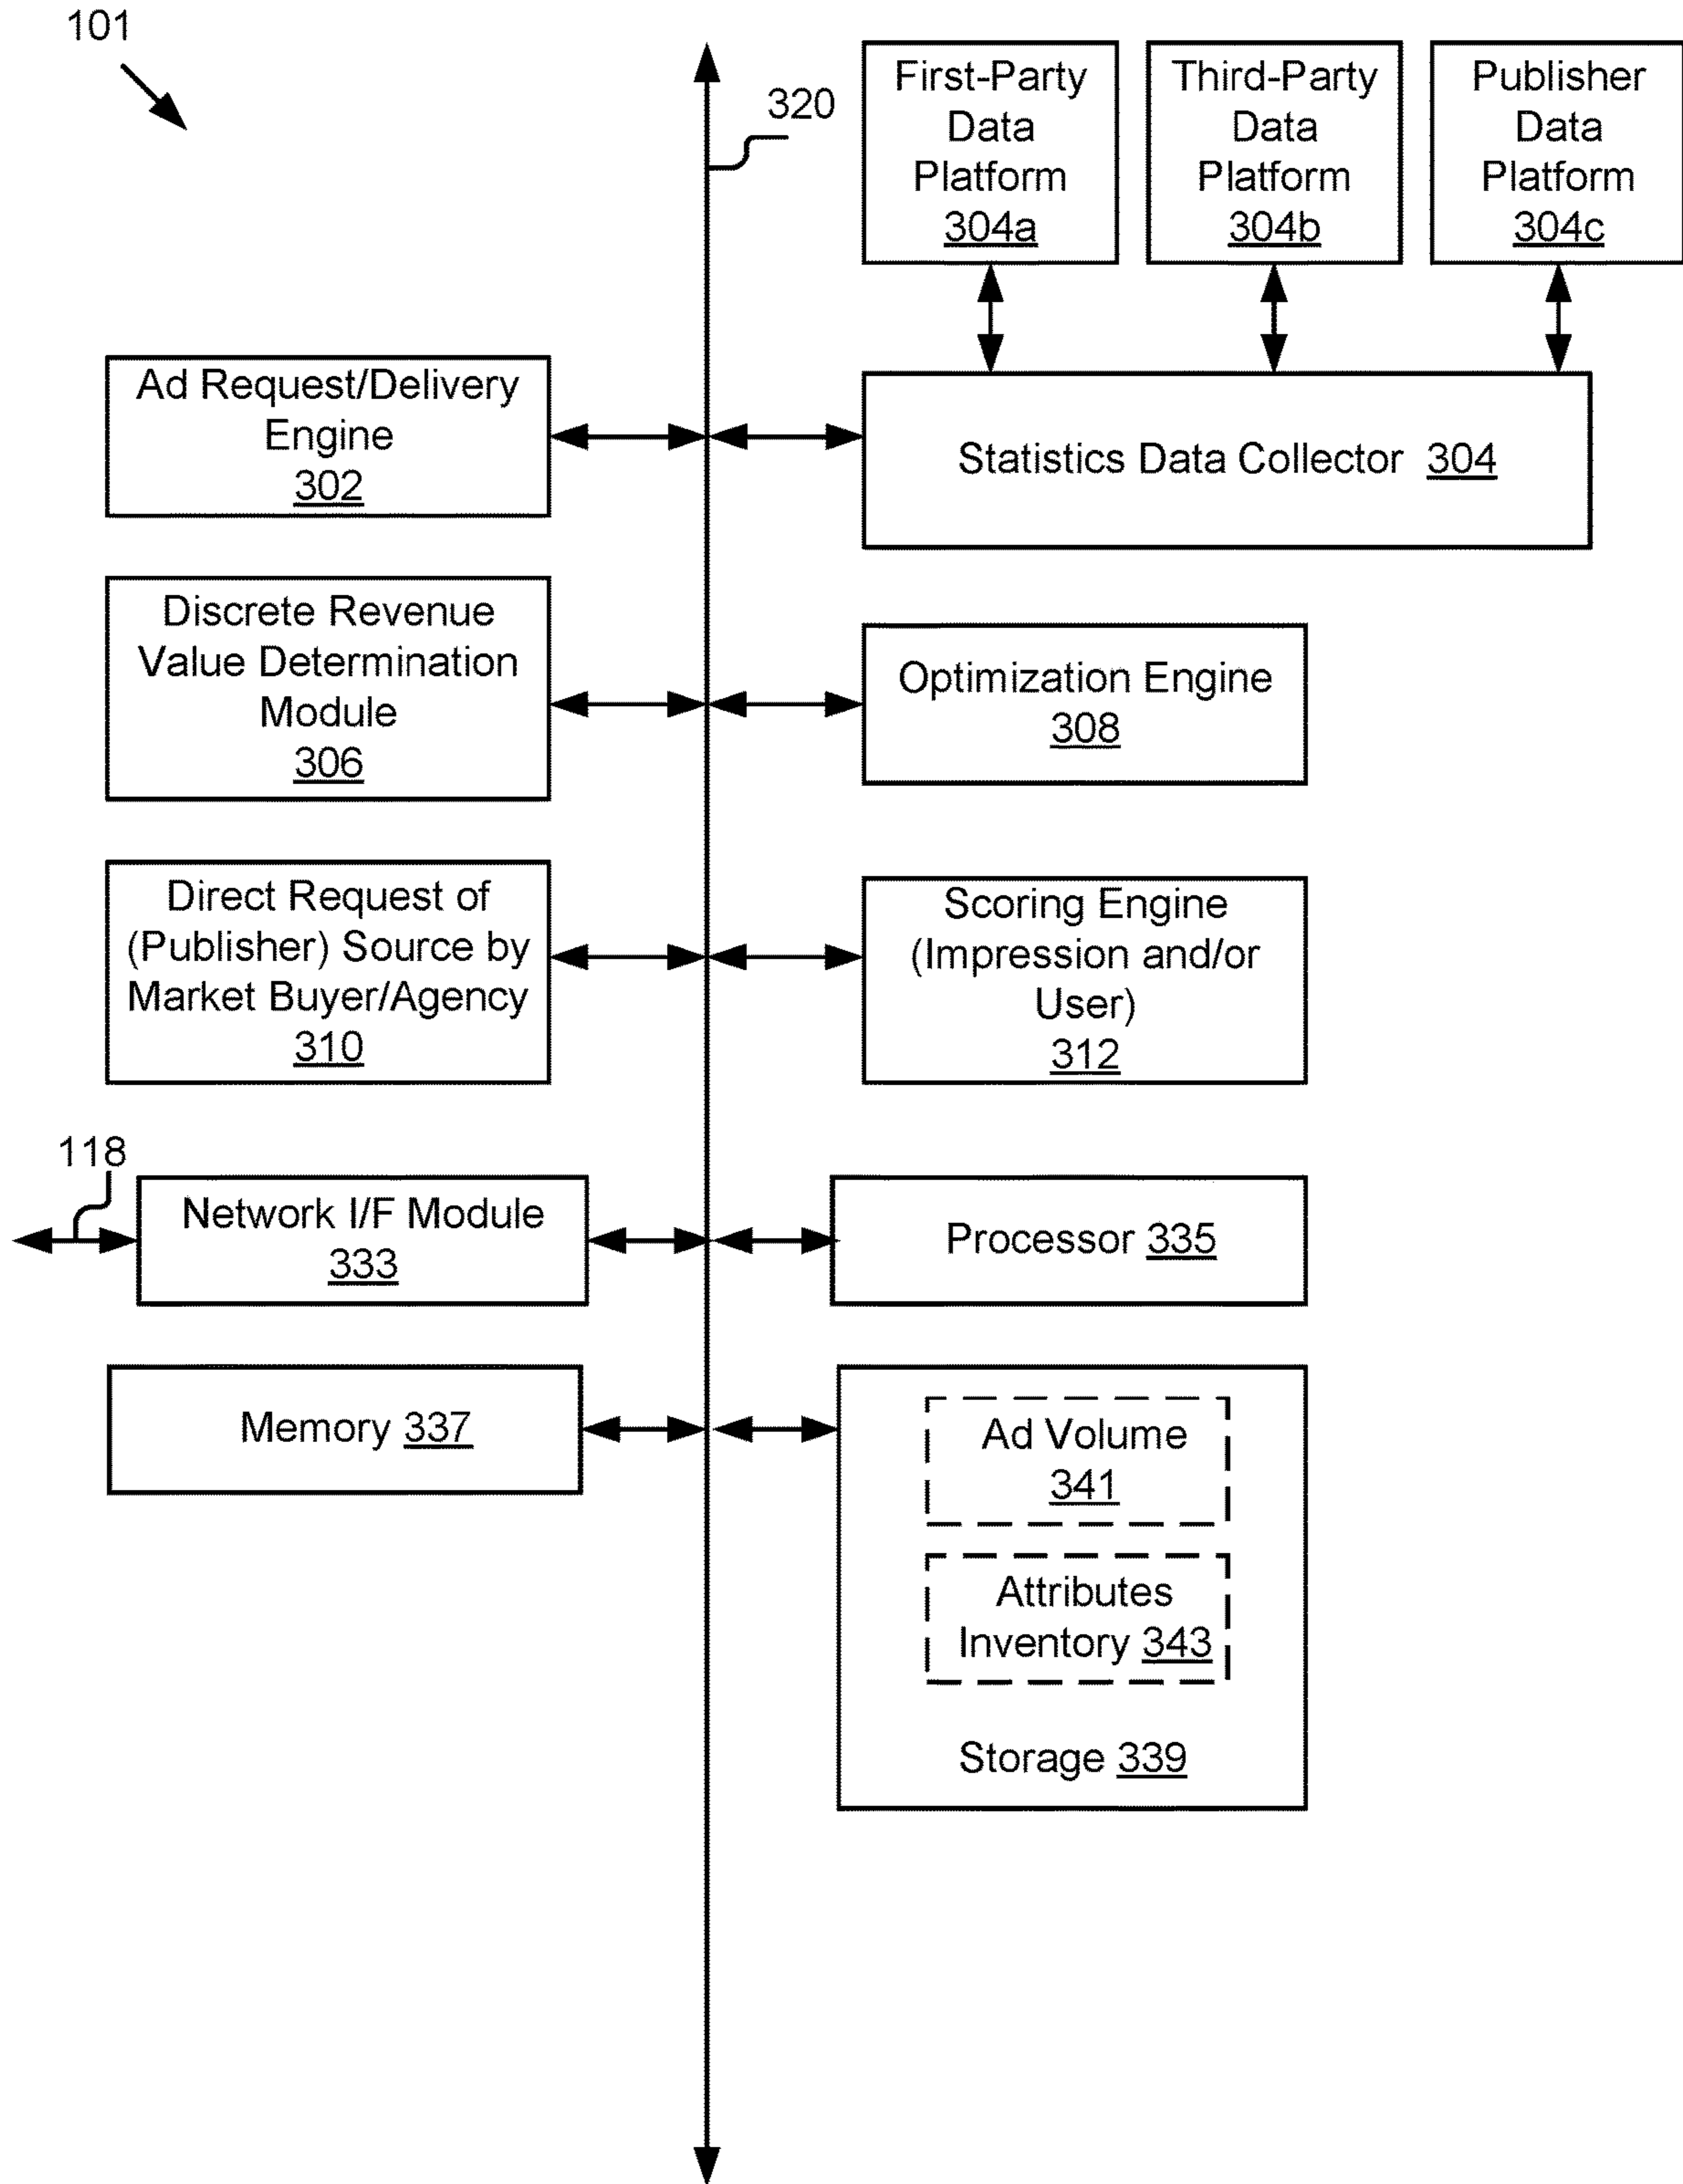 101
320
First-Party
Data
Platform
304a
Third-Party
Data
Platform
304b
Publisher
Data
Platform
304c
Ad Request/Delivery
Engine
302
Statistics Data Collector 304
Discrete Revenue
Value Determination
Module
306
Optimization Engine
308
Direct Request of
(Publisher) Source by
Market Buyer/Agency
310
Scoring Engine
(Impression and/or
User)
312
118
Network I/F Module
333
Processor 335
Memory 337
Ad Volume
341
Attributes
Inventory 343
Storage 339